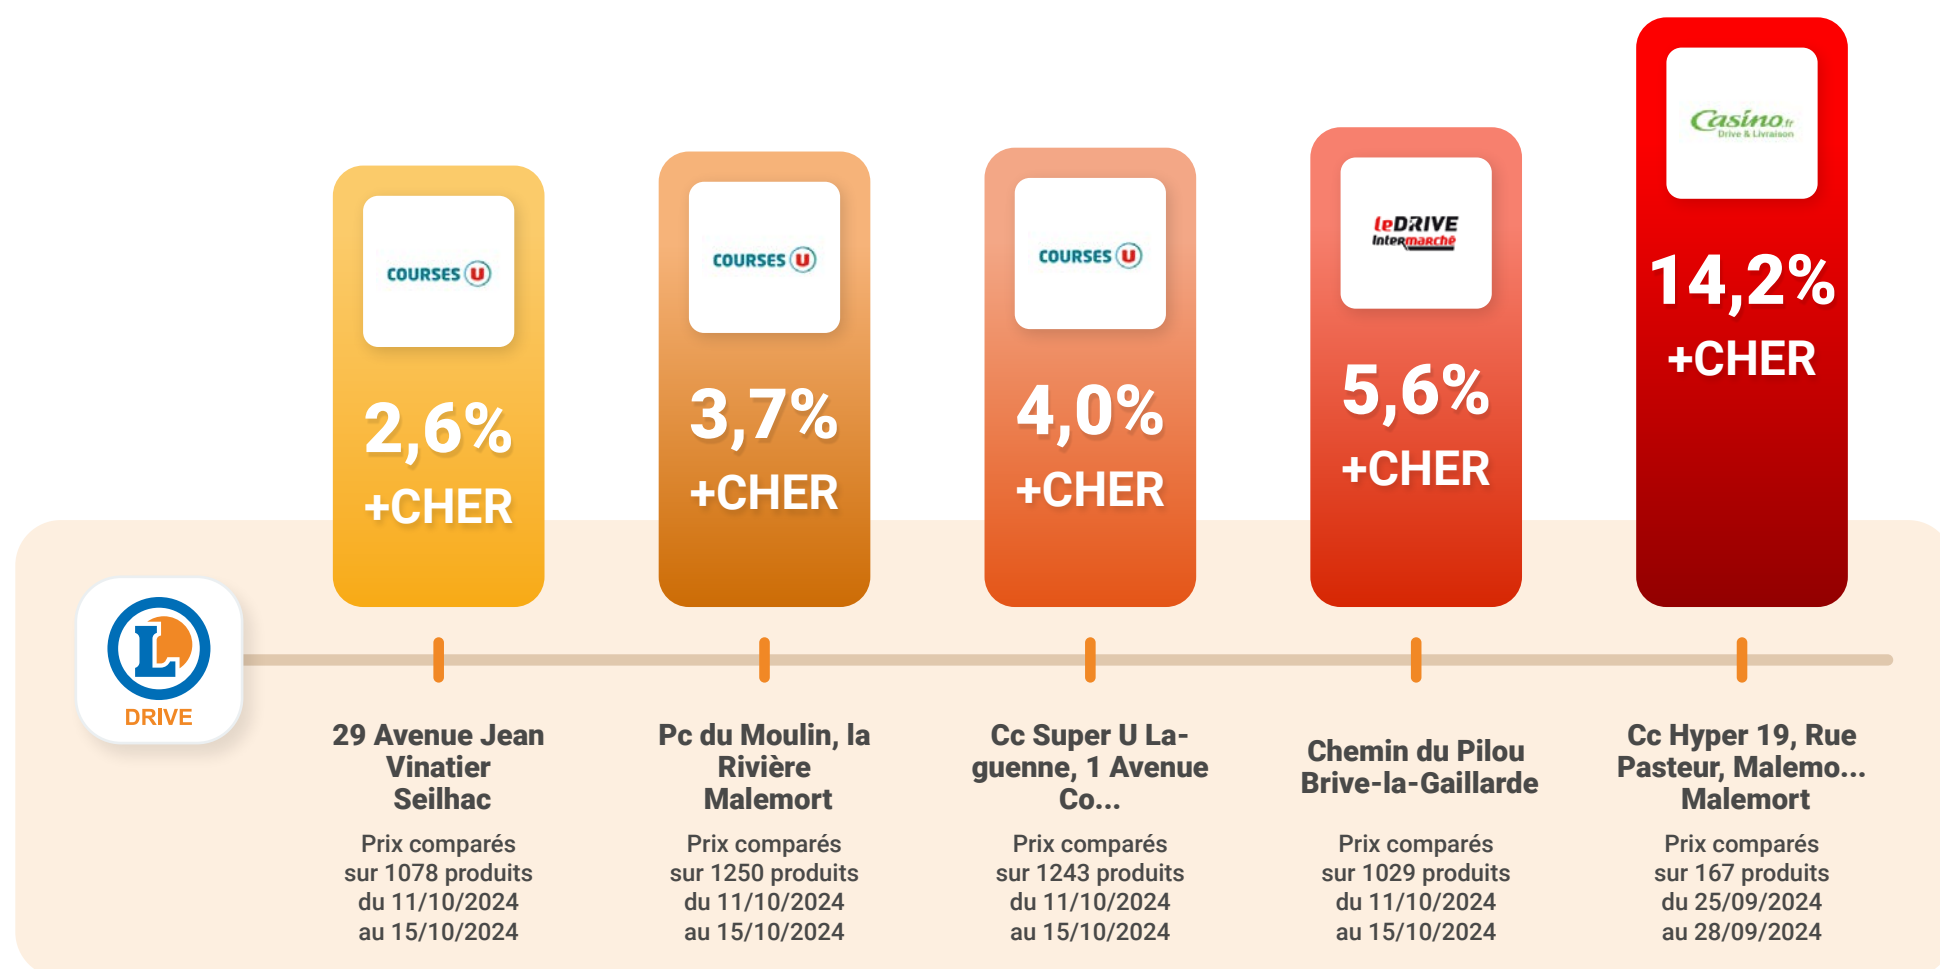 COURSES U
2,6%
+CHER
COURSES U
3,7%
+CHER
COURSES U
4,0%
+CHER
leDRIVE
Intermarché
5,6%
+CHER
Casino.fr
Drive & Livraison
14,2%
+CHER
L
DRIVE
29 Avenue Jean
Vinatier
Seilhac
Prix comparés
sur 1078 produits
du 11/10/2024
au 15/10/2024
Pc du Moulin, la
Rivière
Malemort
Prix comparés
sur 1250 produits
du 11/10/2024
au 15/10/2024
Cc Super U La-
guenne, 1 Avenue
Co...
Prix comparés
sur 1243 produits
du 11/10/2024
au 15/10/2024
Chemin du Pilou
Brive-la-Gaillarde
Prix comparés
sur 1029 produits
du 11/10/2024
au 15/10/2024
Cc Hyper 19, Rue
Pasteur, Malemo...
Malemort
Prix comparés
sur 167 produits
du 25/09/2024
au 28/09/2024